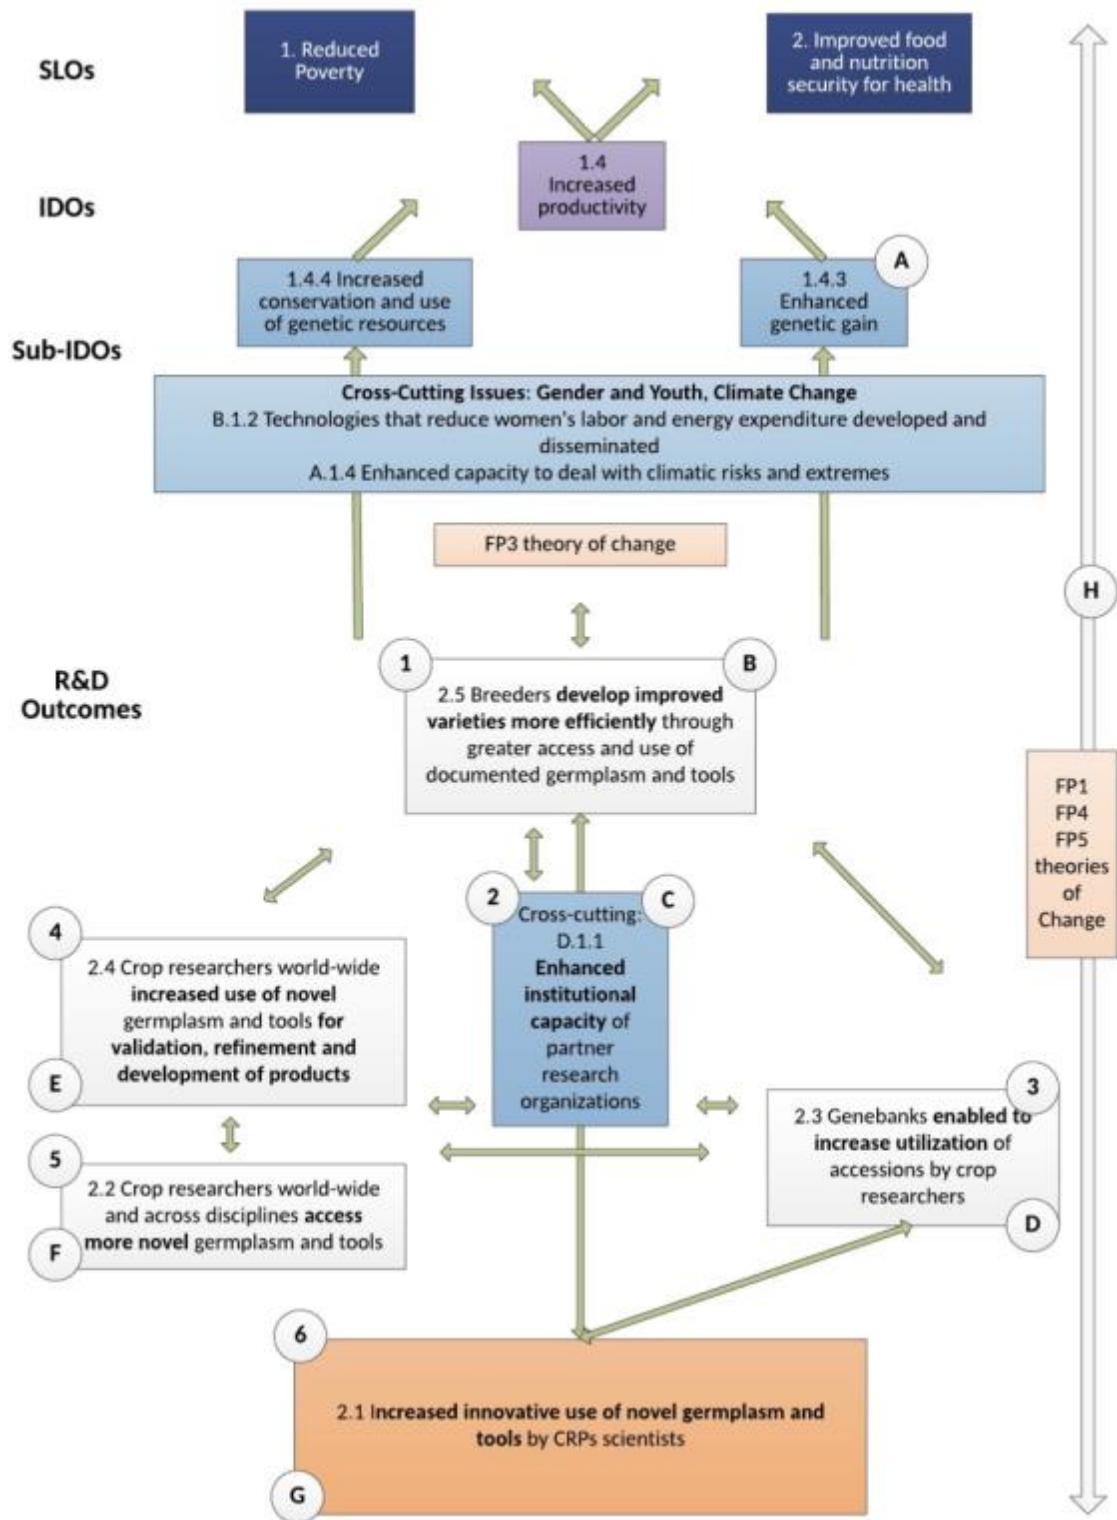 SLOs
1. Reduced
Poverty
2. Improved food
and nutrition
security for health
IDOs
1.4
Increased
productivity
Sub-IDOs
1.4.4 Increased
conservation and use
of genetic resources
A
1.4.3
Enhanced
genetic gain
Cross-Cutting Issues: Gender and Youth, Climate Change
B.1.2 Technologies that reduce women's labor and energy expenditure developed and
disseminated
A.1.4 Enhanced capacity to deal with climatic risks and extremes
FP3 theory of change
H
R&D
Outcomes
1
B
2.5 Breeders develop improved
varieties more efficiently through
greater access and use of
documented germplasm and tools
FP1
FP4
FP5
theories
of
Change
2
C
Cross-cutting:
D.1.1
Enhanced
institutional
capacity of
partner
research
organizations
4
2.4 Crop researchers world-wide
increased use of novel
germplasm and tools for
validation, refinement and
development of products
E
3
2.3 Genebanks enabled to
increase utilization of
accessions by crop
researchers
D
5
2.2 Crop researchers world-wide
and across disciplines access
more novel germplasm and tools
F
6
2.1 Increased innovative use of novel germplasm and
tools by CRPs scientists
G